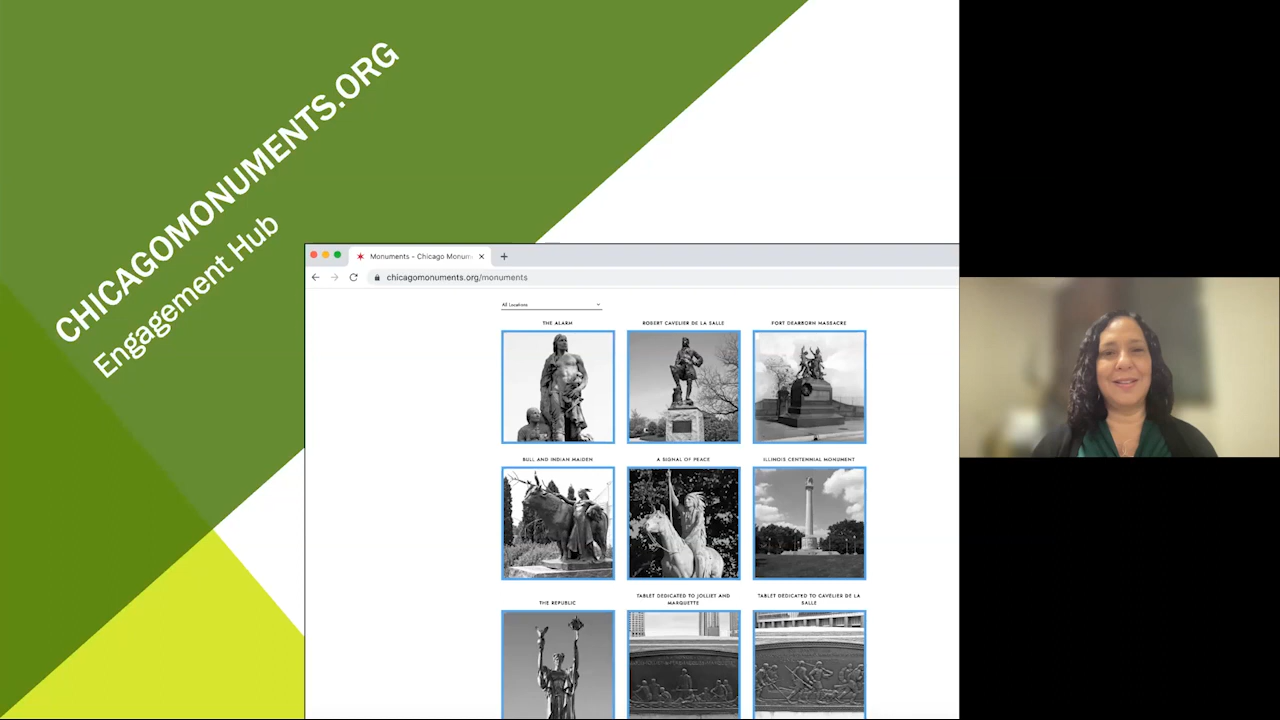 CHICAGOMONUMENTS.ORG
Engagement Hub
Monuments – Chicago Monum
chicagomonuments.org/monuments
All Locations
THE ALARM
ROBERT CAVELIER DE LA SALLE
FORT DEARBORN MASSACRE
BULL AND INDIAN MAIDEN
A SIGNAL OF PEACE
ILLINOIS CENTENNIAL MONUMENT
THE REPUBLIC
TABLET DEDICATED TO JOLLIET AND
MARQUETTE
TABLET DEDICATED TO CAVELIER DE LA
SALLE